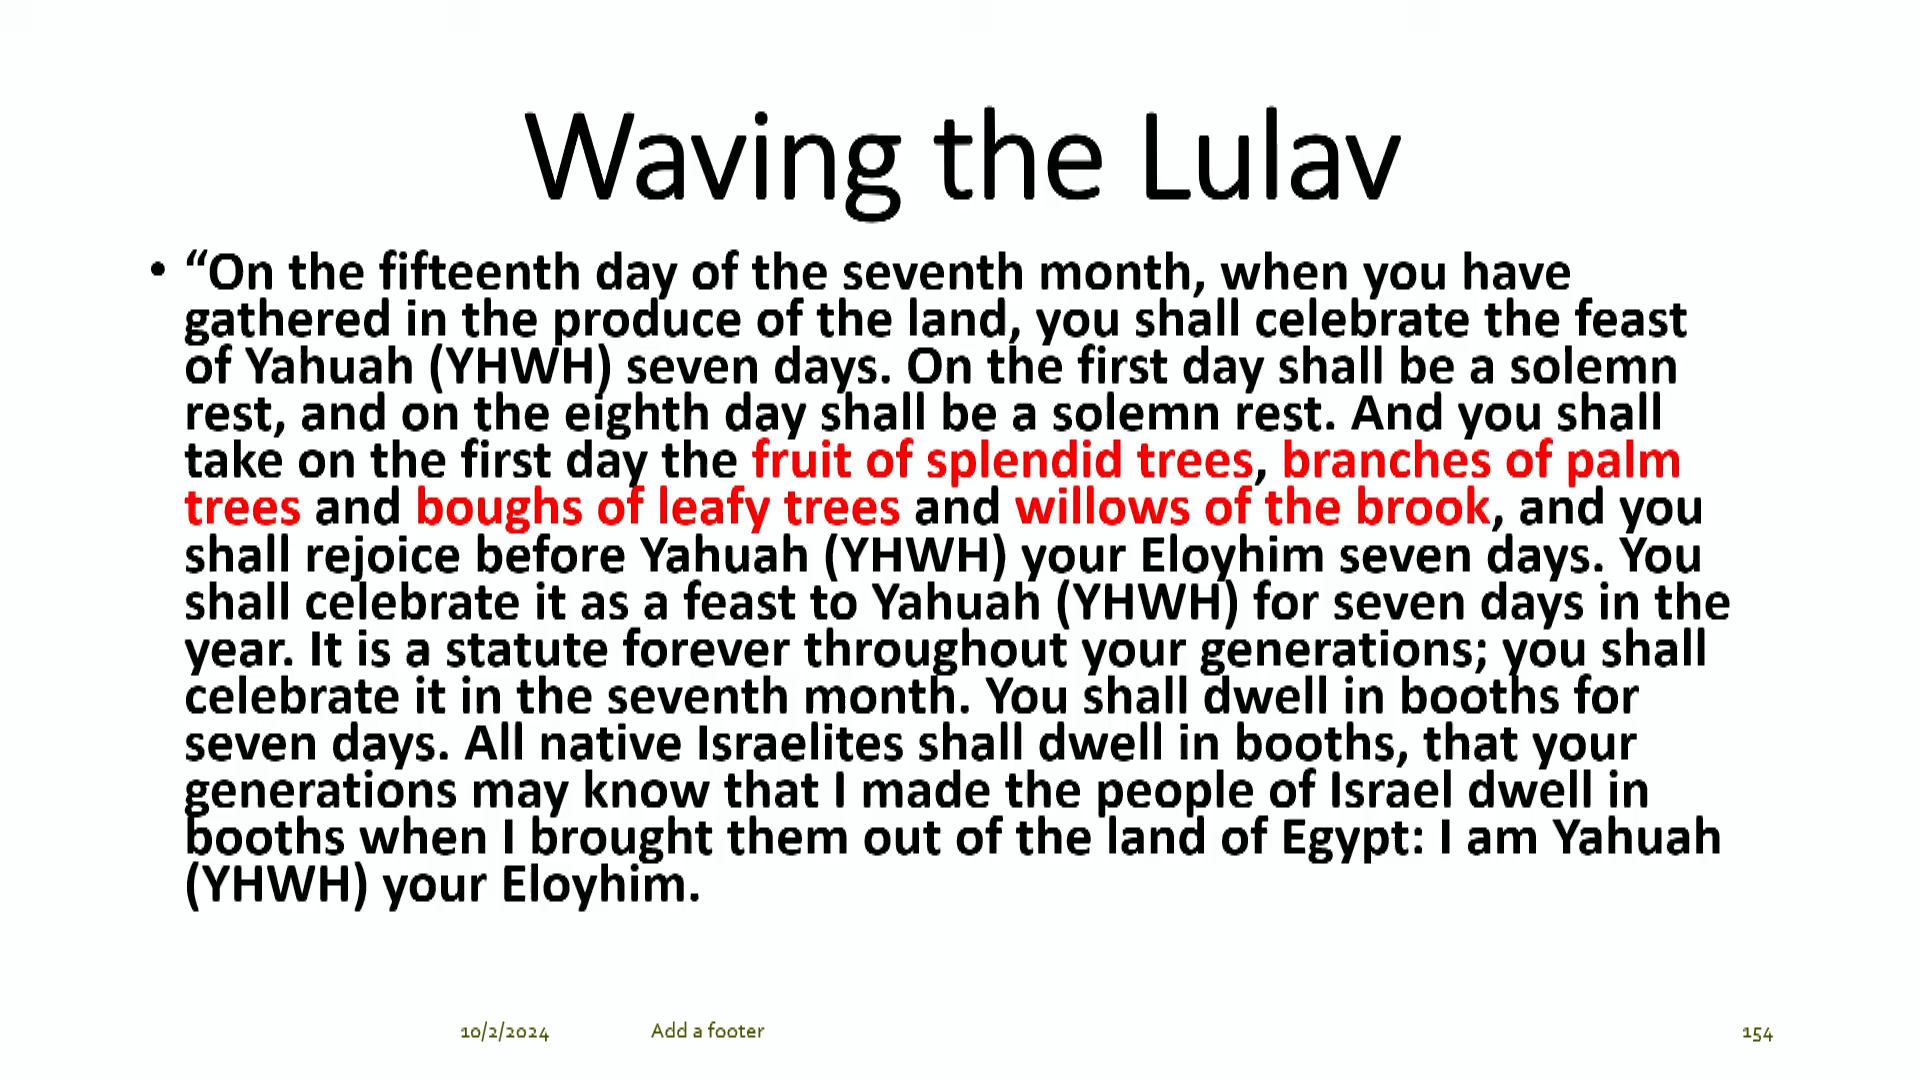 Waving the Lulav
• “On the fifteenth day of the seventh month, when you have
gathered in the produce of the land, you shall celebrate the feast
of Yahuah (YHWH) seven days. On the first day shall be a solemn
rest, and on the eighth day shall be a solemn rest. And you shall
take on the first day the fruit of splendid trees, branches of palm
trees and boughs of leafy trees and willows of the brook, and you
shall rejoice before Yahuah (YHWH) your Eloyhim seven days. You
shall celebrate it as a feast to Yahuah (YHWH) for seven days in the
year. It is a statute forever throughout your generations; you shall
celebrate it in the seventh month. You shall dwell in booths for
seven days. All native Israelites shall dwell in booths, that your
generations may know that I made the people of Israel dwell in
booths when I brought them out of the land of Egypt: I am Yahuah
(YHWH) your Eloyhim.
10/2/2024 Add a footer 154